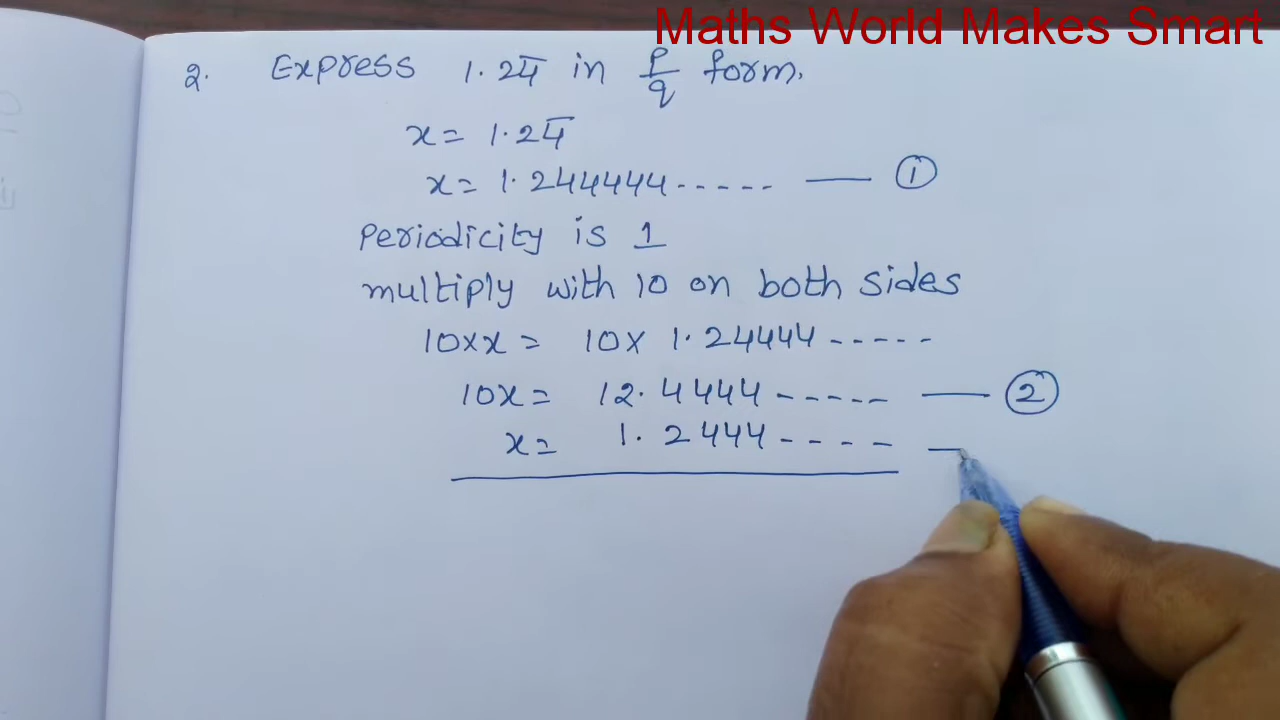 Maths World Makes Smart
2. Express 1.24̅ in p/q form.
x = 1.24̅
x = 1.244444----- — ①
Periodicity is 1
multiply with 10 on both sides
10×x = 10× 1.24444-----
10x = 12.4444----- — ②
x = 1.2444---- —